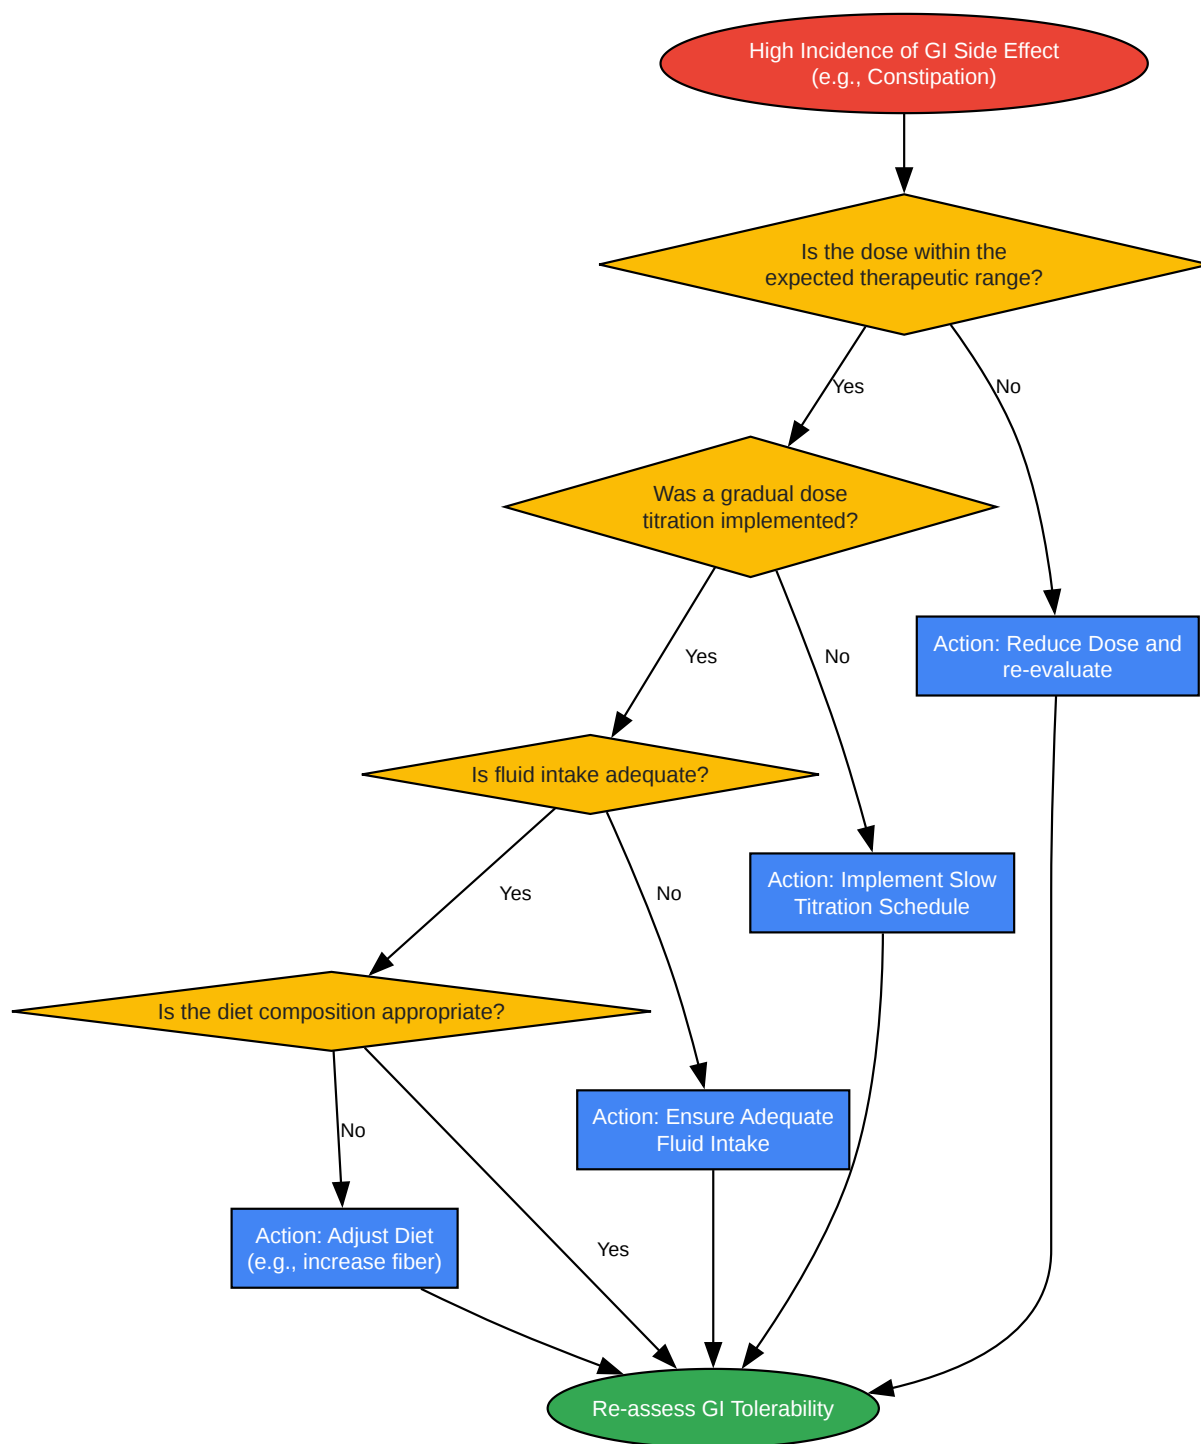 High Incidence of GI Side Effect
(e.g., Constipation)
Is the dose within the
expected therapeutic range?
Yes
No
Was a gradual dose
titration implemented?
Yes
No
Action: Reduce Dose and
re-evaluate
Is fluid intake adequate?
Yes
No
Action: Implement Slow
Titration Schedule
Is the diet composition appropriate?
No
Yes
Action: Ensure Adequate
Fluid Intake
Action: Adjust Diet
(e.g., increase fiber)
Re-assess GI Tolerability